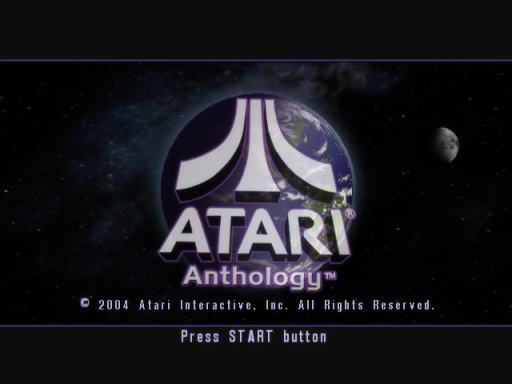 ATARI®
Anthology™
© 2004 Atari Interactive, Inc. All Rights Reserved.
Press START button